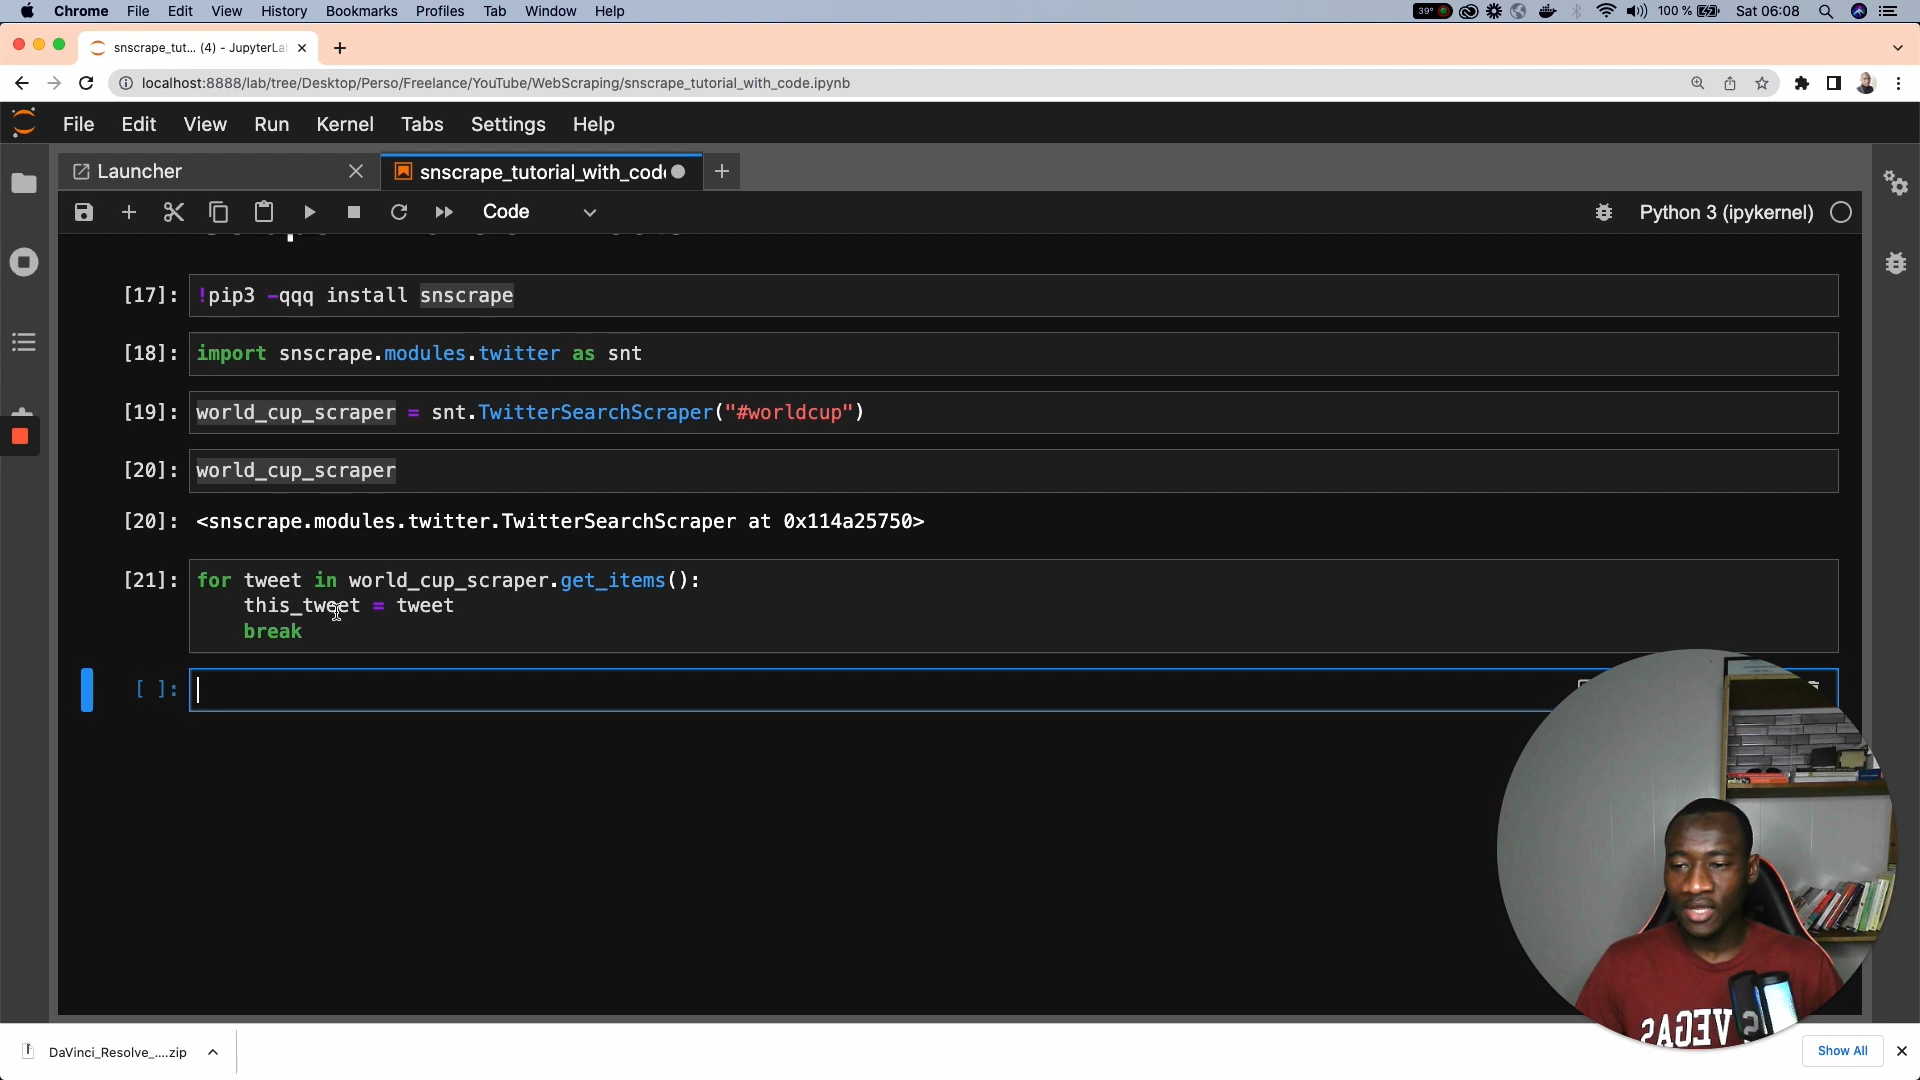 Chrome File Edit View History Bookmarks Profiles Tab Window Help
39° 100 % Sat 06:08
snscrape_tut... (4) - JupyterLa
localhost:8888/lab/tree/Desktop/Perso/Freelance/YouTube/WebScraping/snscrape_tutorial_with_code.ipynb
File Edit View Run Kernel Tabs Settings Help
Launcher snscrape_tutorial_with_code
Code Python 3 (ipykernel)
[17]: !pip3 -qqq install snscrape
[18]: import snscrape.modules.twitter as snt
[19]: world_cup_scraper = snt.TwitterSearchScraper("#worldcup")
[20]: world_cup_scraper
[20]: <snscrape.modules.twitter.TwitterSearchScraper at 0x114a25750>
[21]: for tweet in world_cup_scraper.get_items():
this_tweet = tweet
break
[ ]:
VEGAS
DaVinci_Resolve_....zip Show All